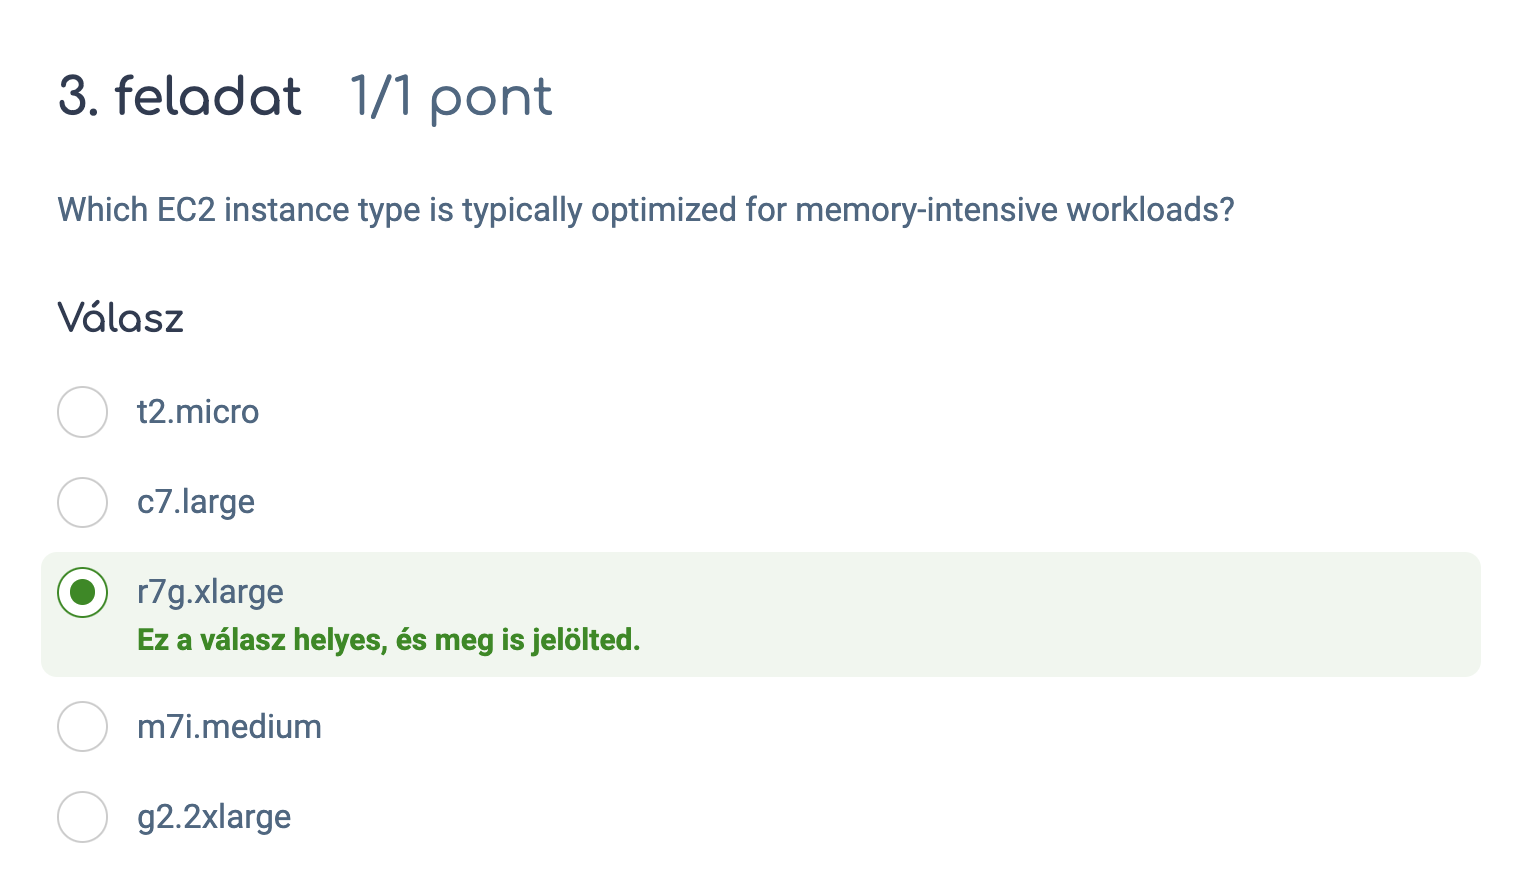 3. feladat 1/1 pont
Which EC2 instance type is typically optimized for memory-intensive workloads?
Válasz
t2.micro
c7.large
r7g.xlarge
Ez a válasz helyes, és meg is jelölted.
m7i.medium
g2.2xlarge